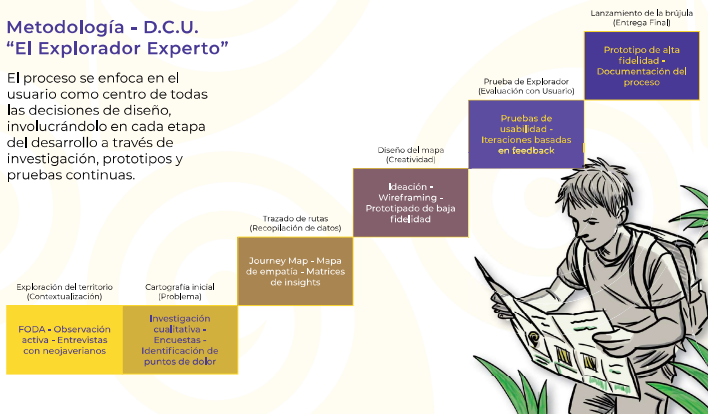 Metodología - D.C.U.
“El Explorador Experto”
El proceso se enfoca en el
usuario como centro de todas
las decisiones de diseño,
involucrándolo en cada etapa
del desarrollo a través de
investigación, prototipos y
pruebas continuas.
Exploración del territorio
(Contextualización)
FODA - Observación
activa - Entrevistas
con neojaverianos
Cartografía inicial
(Problema)
Investigación
cualitativa -
Encuestas -
Identificación de
puntos de dolor
Trazado de rutas
(Recopilación de datos)
Journey Map - Mapa
de empatía - Matrices
de insights
Diseño del mapa
(Creatividad)
Ideación -
Wireframing -
Prototipado de baja
fidelidad
Prueba de Explorador
(Evaluación con Usuario)
Pruebas de
usabilidad -
Iteraciones basadas
en feedback
Lanzamiento de la brújula
(Entrega Final)
Prototipo de alta
fidelidad -
Documentación del
proceso